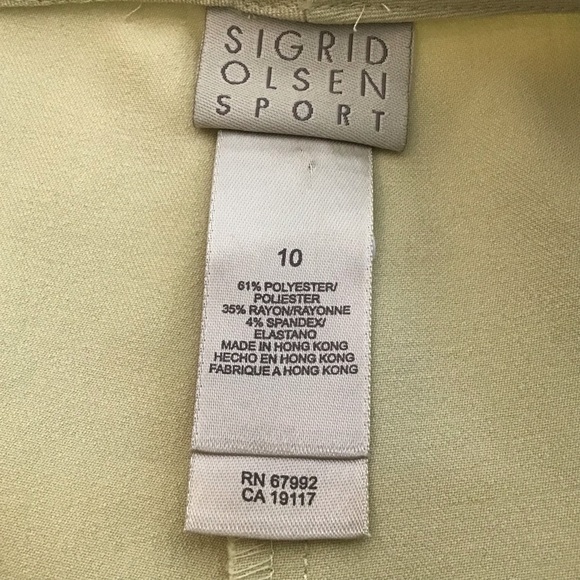 SIGRID
OLSEN
SPORT
10
61% POLYESTER/
POLIESTER
35% RAYON/RAYONNE
4% SPANDEX/
ELASTANO
MADE IN HONG KONG
HECHO EN HONG KONG
FABRIQUE A HONG KONG
RN 67992
CA 19117